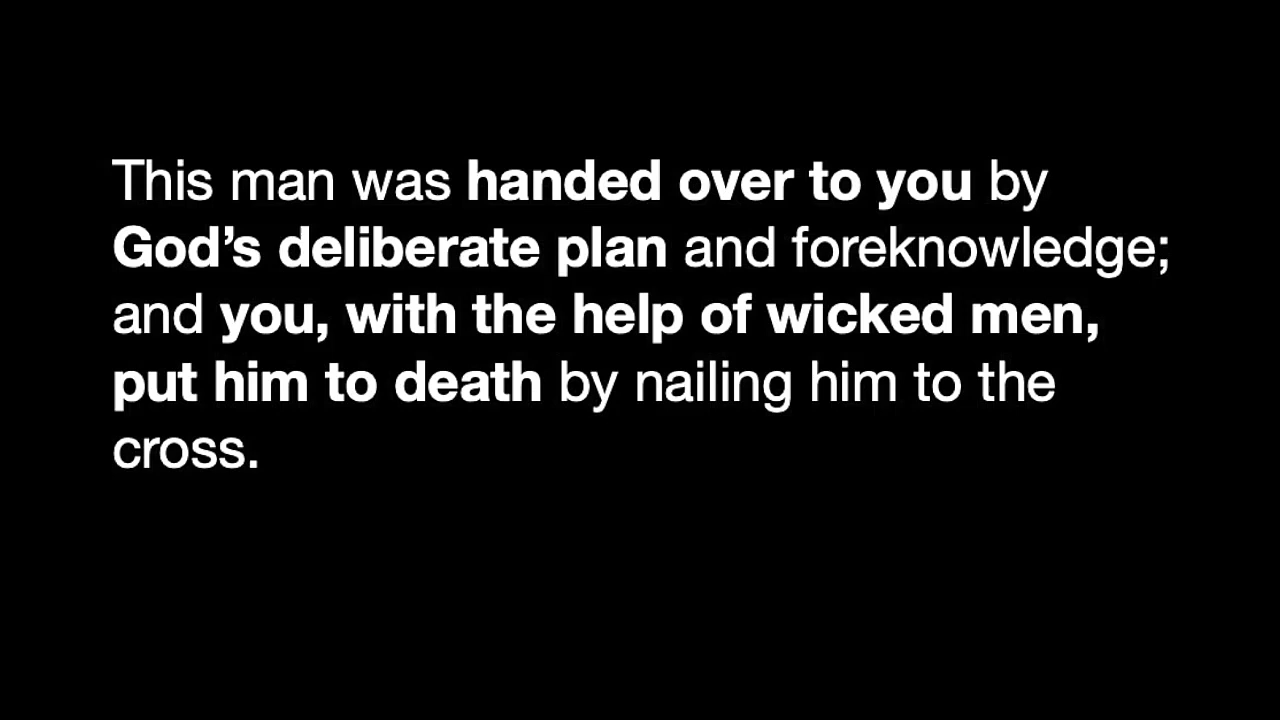 This man was handed over to you by
God’s deliberate plan and foreknowledge;
and you, with the help of wicked men,
put him to death by nailing him to the
cross.